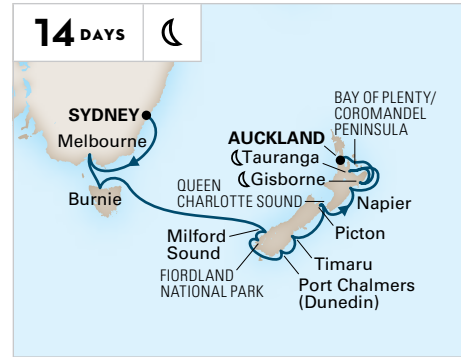 14 DAYS
SYDNEY
Melbourne
Burnie
BAY OF PLENTY/
COROMANDEL
PENINSULA
AUCKLAND
Tauranga
Gisborne
QUEEN
CHARLOTTE SOUND
Napier
Picton
Milford
Sound
FIORDLAND
NATIONAL PARK
Timaru
Port Chalmers
(Dunedin)